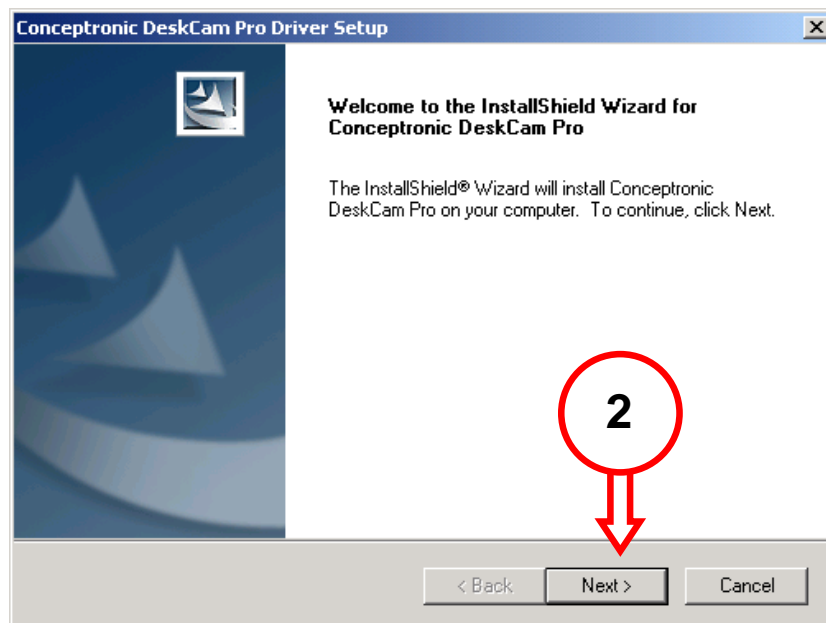 Conceptronic DeskCam Pro Driver Setup
Welcome to the InstallShield Wizard for
Conceptronic DeskCam Pro
The InstallShield® Wizard will install Conceptronic
DeskCam Pro on your computer. To continue, click Next.
2
< Back
Next >
Cancel